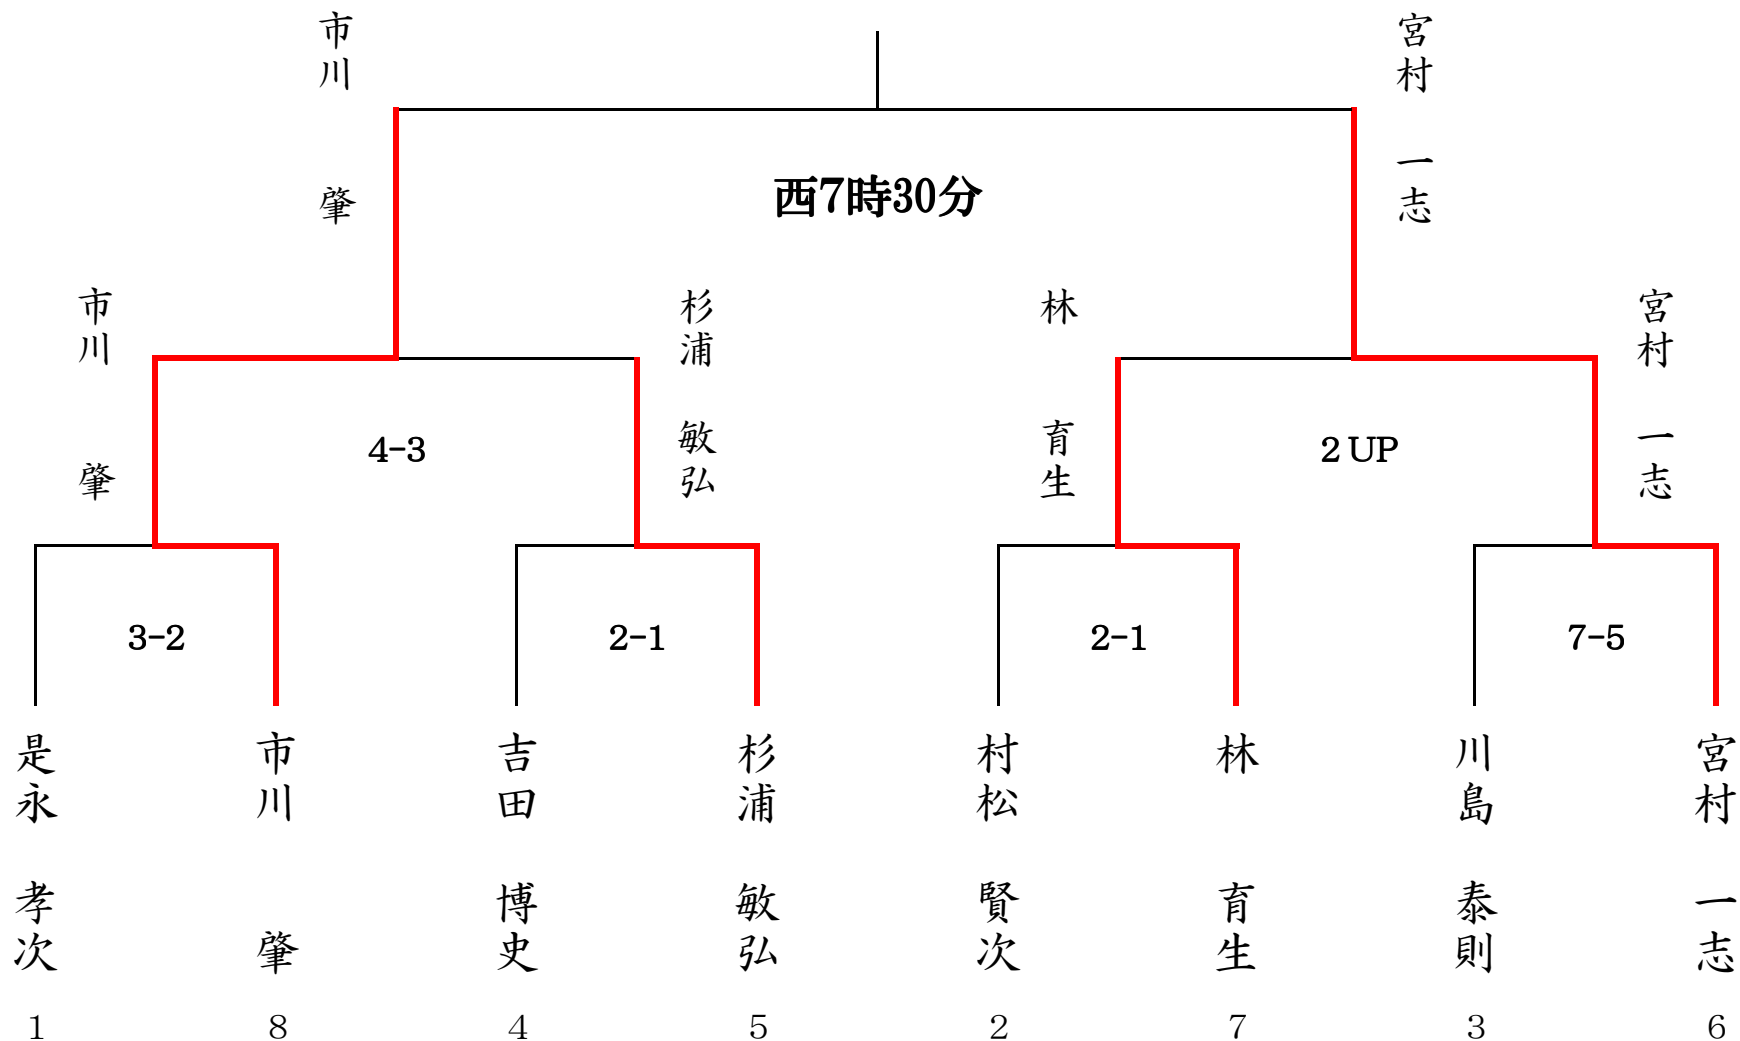 市川 肇
宮村 一志
西7時30分
市川 肇
杉浦 敏弘
林 育生
宮村 一志
4-3
2 UP
3-2
2-1
2-1
7-5
是永 孝次
市川 肇
吉田 博史
杉浦 敏弘
村松 賢次
林 育生
川島 泰則
宮村 一志
1
8
4
5
2
7
3
6